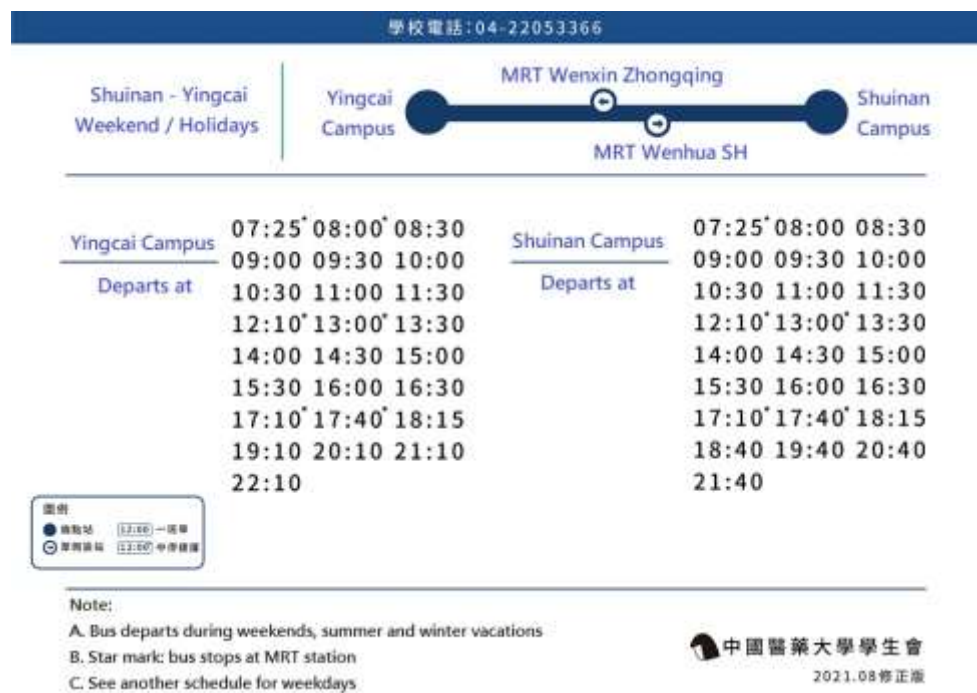 學校電話:04-22053366
Shuinan - Yingcai
Weekend / Holidays
Yingcai
Campus
MRT Wenxin Zhongqing
MRT Wenhua SH
Shuinan
Campus
Yingcai Campus
Departs at
07:25* 08:00* 08:30
09:00 09:30 10:00
10:30 11:00 11:30
12:10* 13:00* 13:30
14:00 14:30 15:00
15:30 16:00 16:30
17:10* 17:40* 18:15
19:10 20:10 21:10
22:10
Shuinan Campus
Departs at
07:25* 08:00 08:30
09:00 09:30 10:00
10:30 11:00 11:30
12:10* 13:00* 13:30
14:00 14:30 15:00
15:30 16:00 16:30
17:10* 17:40* 18:15
18:40 19:40 20:40
21:40
圖例
12:00
12:00*
Note:
A. Bus departs during weekends, summer and winter vacations
B. Star mark: bus stops at MRT station
C. See another schedule for weekdays
中國醫藥大學學生會
2021.08修正版